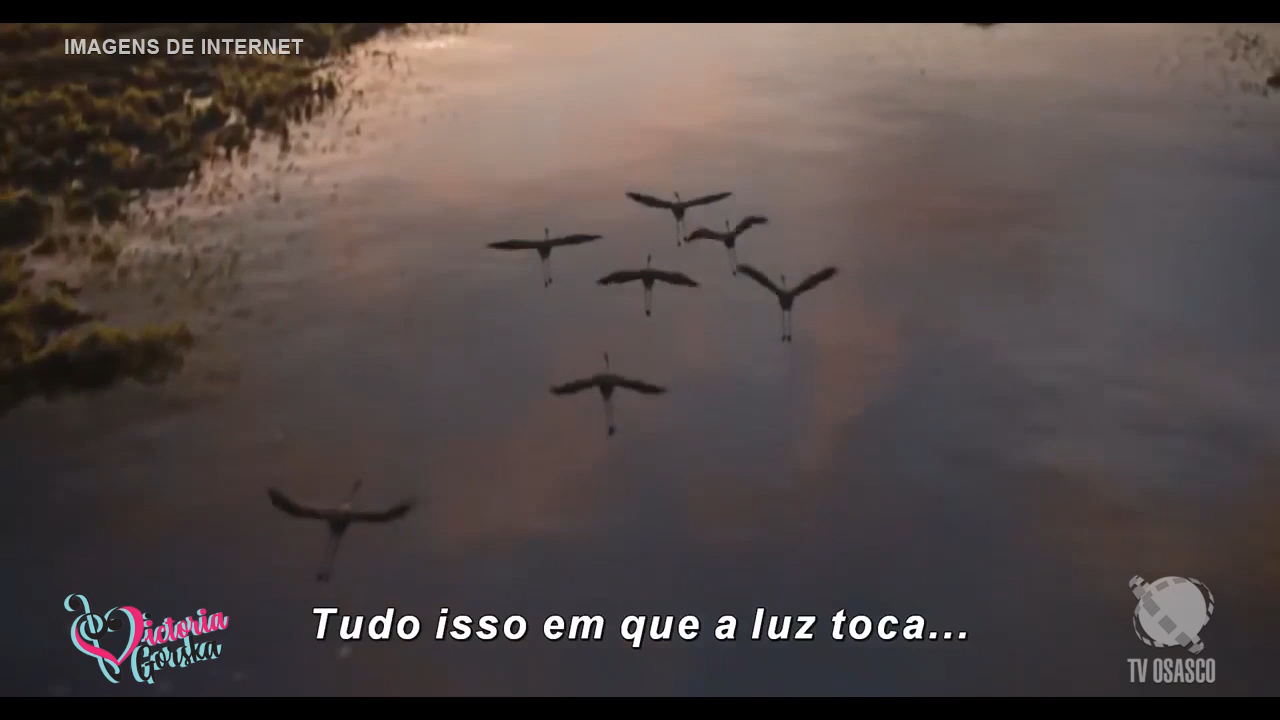 IMAGENS DE INTERNET
Tudo isso em que a luz toca...
Victoria
Gorska
TV OSASCO